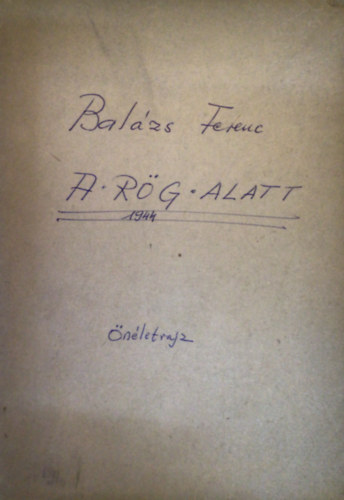 Balázs Ferenc
A · RÖG · ALATT
1944
Önéletrajz